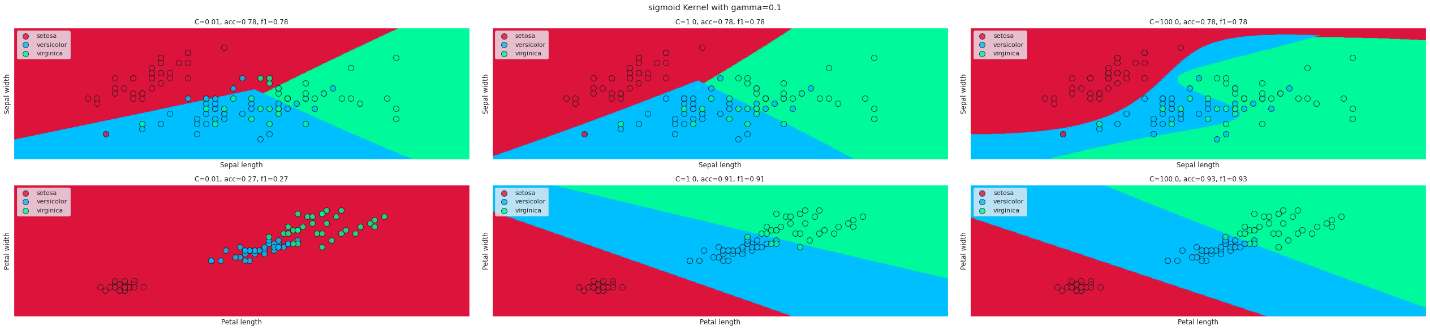 sigmoid Kernel with gamma=0.1
C=0.01, acc=0.78, f1=0.78
setosa
versicolor
virginica
Sepal width
Sepal length
C=1.0, acc=0.78, f1=0.78
setosa
versicolor
virginica
Sepal width
Sepal length
C=100.0, acc=0.78, f1=0.78
setosa
versicolor
virginica
Sepal width
Sepal length
C=0.01, acc=0.27, f1=0.27
setosa
versicolor
virginica
Petal width
Petal length
C=1.0, acc=0.91, f1=0.91
setosa
versicolor
virginica
Petal width
Petal length
C=100.0, acc=0.93, f1=0.93
setosa
versicolor
virginica
Petal width
Petal length